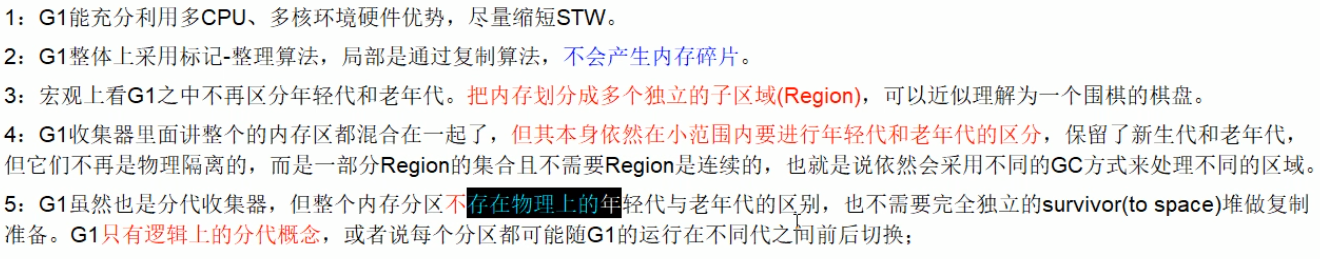 1：G1能充分利用多CPU、多核环境硬件优势，尽量缩短STW。
2：G1整体上采用标记-整理算法，局部是通过复制算法，不会产生内存碎片。
3：宏观上看G1之中不再区分年轻代和老年代。把内存划分成多个独立的子区域(Region)，可以近似理解为一个围棋的棋盘。
4：G1收集器里面讲整个的内存区都混合在一起了，但其本身依然在小范围内要进行年轻代和老年代的区分，保留了新生代和老年代，
但它们不再是物理隔离的，而是一部分Region的集合且不需要Region是连续的，也就是说依然会采用不同的GC方式来处理不同的区域。
5：G1虽然也是分代收集器，但整个内存分区不存在物理上的年轻代与老年代的区别，也不需要完全独立的survivor(to space)堆做复制
准备。G1只有逻辑上的分代概念，或者说每个分区都可能随G1的运行在不同代之间前后切换；